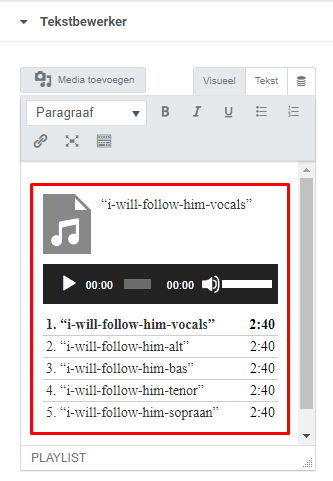 Tekstbewerker
Media toevoegen
Visueel
Tekst
Paragraaf
B I U
“i-will-follow-him-vocals”
00:00 00:00
1. “i-will-follow-him-vocals” 2:40
2. “i-will-follow-him-alt” 2:40
3. “i-will-follow-him-bas” 2:40
4. “i-will-follow-him-tenor” 2:40
5. “i-will-follow-him-sopraan” 2:40
PLAYLIST